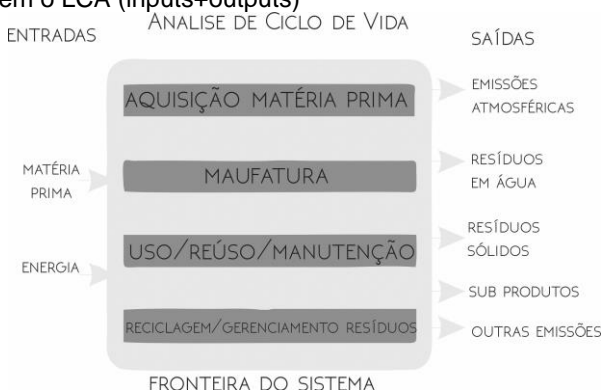 em o LCA (inputs+outputs)
ANALISE DE CICLO DE VIDA
ENTRADAS
SAÍDAS
AQUISIÇÃO MATÉRIA PRIMA
EMISSÕES
ATMOSFÉRICAS
MATÉRIA
PRIMA
MAUFATURA
RESÍDUOS
EM ÁGUA
USO/REÚSO/MANUTENÇÃO
RESÍDUOS
SÓLIDOS
ENERGIA
SUB PRODUTOS
RECICLAGEM/GERENCIAMENTO RESÍDUOS
OUTRAS EMISSÕES
FRONTEIRA DO SISTEMA